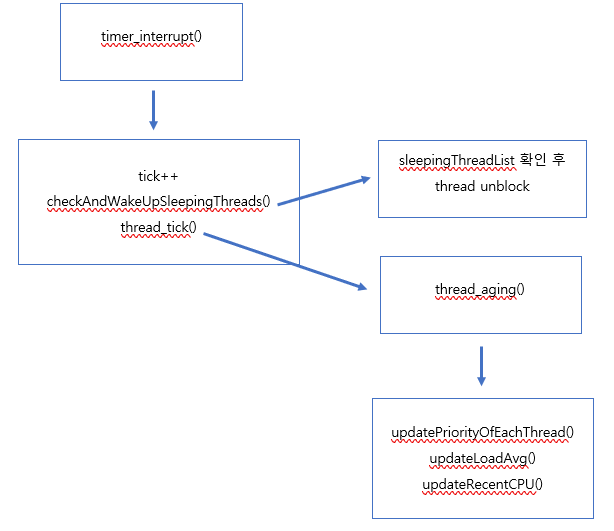 timer_interrupt()
tick++
checkAndWakeUpSleepingThreads()
thread_tick()
sleepingThreadList 확인 후
thread unblock
thread_aging()
updatePriorityOfEachThread()
updateLoadAvg()
updateRecentCPU()